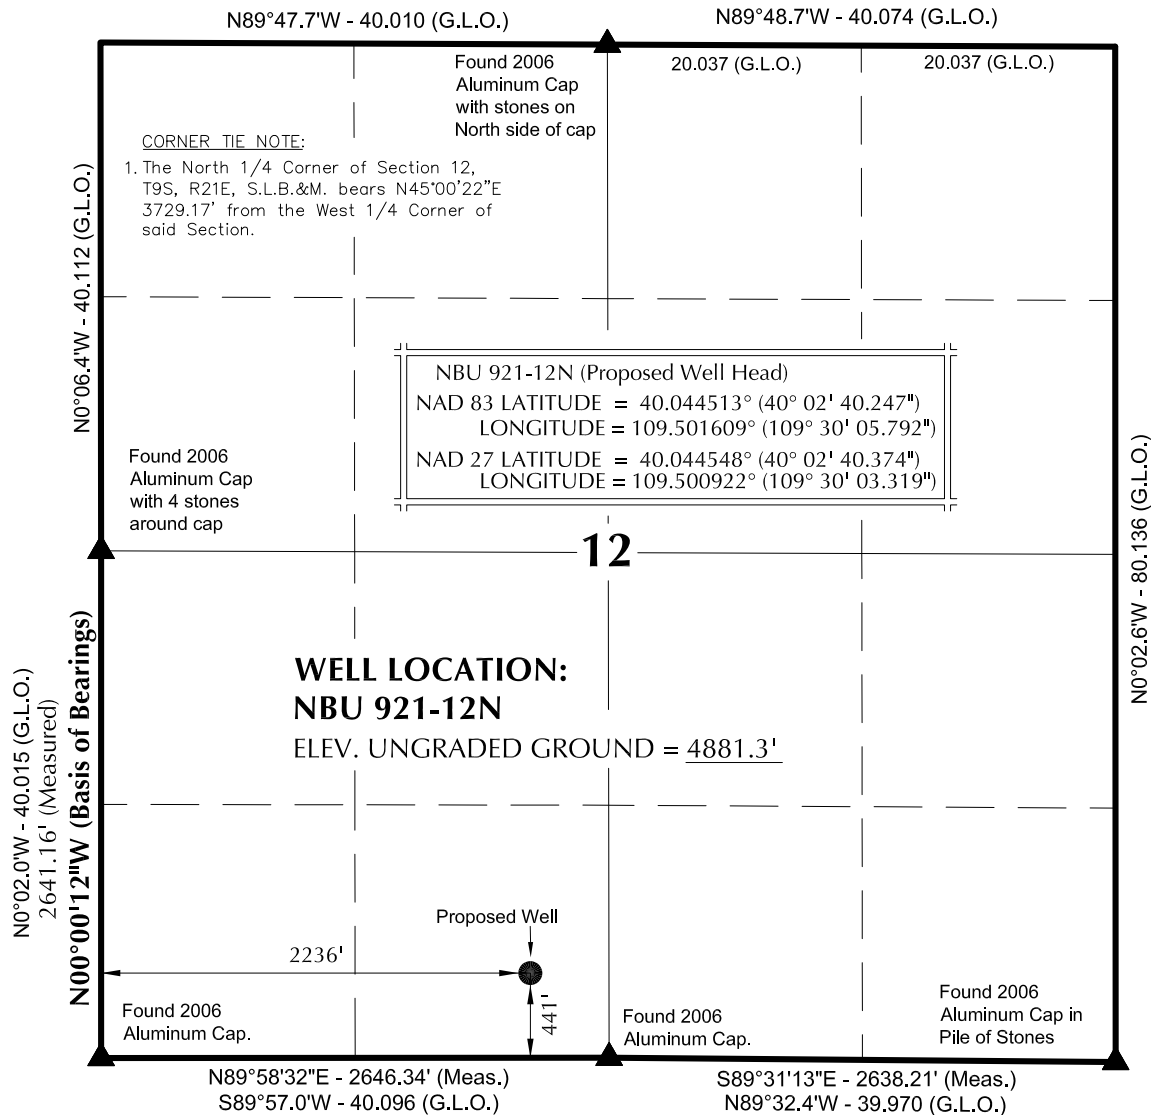 N89°47.7'W - 40.010 (G.L.O.)
N89°48.7'W - 40.074 (G.L.O.)
Found 2006
Aluminum Cap
with stones on
North side of cap
20.037 (G.L.O.)
20.037 (G.L.O.)
CORNER TIE NOTE:
1. The North 1/4 Corner of Section 12,
T9S, R21E, S.L.B.&M. bears N45°00'22"E
3729.17' from the West 1/4 Corner of
said Section.
N0°06.4'W - 40.112 (G.L.O.)
NBU 921-12N (Proposed Well Head)
NAD 83 LATITUDE = 40.044513° (40° 02' 40.247")
LONGITUDE = 109.501609° (109° 30' 05.792")
NAD 27 LATITUDE = 40.044548° (40° 02' 40.374")
LONGITUDE = 109.500922° (109° 30' 03.319")
Found 2006
Aluminum Cap
with 4 stones
around cap
N0°02.6'W - 80.136 (G.L.O.)
12
WELL LOCATION:
NBU 921-12N
ELEV. UNGRADED GROUND = 4881.3'
N0°02.0'W - 40.015 (G.L.O.)
2641.16' (Measured)
N00°00'12"W (Basis of Bearings)
Proposed Well
2236'
441'
Found 2006
Aluminum Cap.
Found 2006
Aluminum Cap.
Found 2006
Aluminum Cap in
Pile of Stones
N89°58'32"E - 2646.34' (Meas.)
S89°57.0'W - 40.096 (G.L.O.)
S89°31'13"E - 2638.21' (Meas.)
N89°32.4'W - 39.970 (G.L.O.)